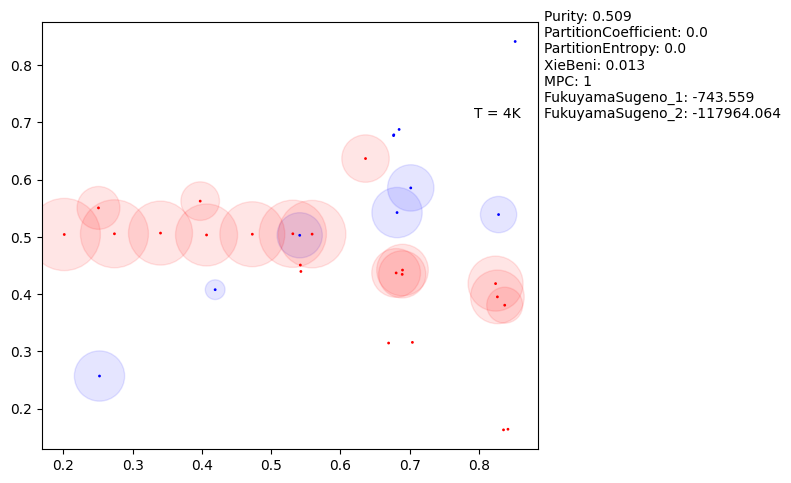 Purity: 0.509
PartitionCoefficient: 0.0
PartitionEntropy: 0.0
XieBeni: 0.013
MPC: 1
FukuyamaSugeno_1: -743.559
FukuyamaSugeno_2: -117964.064
T = 4K
0.8
0.7
0.6
0.5
0.4
0.3
0.2
0.2 0.3 0.4 0.5 0.6 0.7 0.8